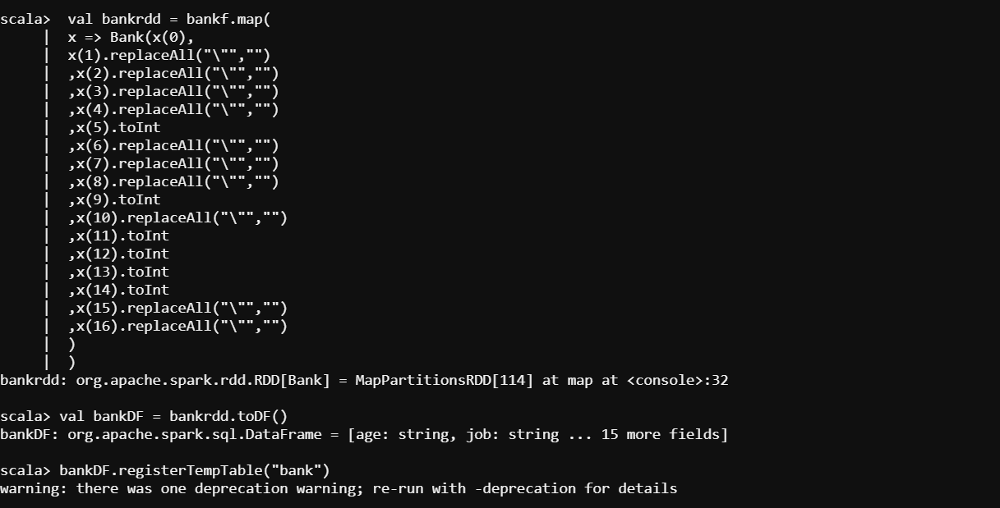 scala>  val bankrdd = bankf.map(
     |  x => Bank(x(0),
     |  x(1).replaceAll("\"","")
     |  ,x(2).replaceAll("\"","")
     |  ,x(3).replaceAll("\"","")
     |  ,x(4).replaceAll("\"","")
     |  ,x(5).toInt
     |  ,x(6).replaceAll("\"","")
     |  ,x(7).replaceAll("\"","")
     |  ,x(8).replaceAll("\"","")
     |  ,x(9).toInt
     |  ,x(10).replaceAll("\"","")
     |  ,x(11).toInt
     |  ,x(12).toInt
     |  ,x(13).toInt
     |  ,x(14).toInt
     |  ,x(15).replaceAll("\"","")
     |  ,x(16).replaceAll("\"","")
     |  )
     |  )
bankrdd: org.apache.spark.rdd.RDD[Bank] = MapPartitionsRDD[114] at map at <console>:32
scala> val bankDF = bankrdd.toDF()
bankDF: org.apache.spark.sql.DataFrame = [age: string, job: string ... 15 more fields]
scala> bankDF.registerTempTable("bank")
warning: there was one deprecation warning; re-run with -deprecation for details